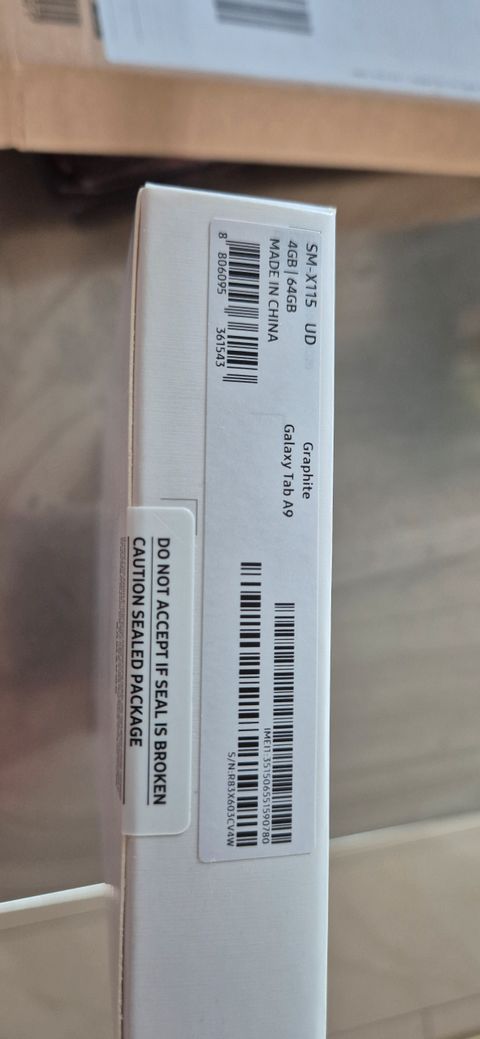 SM-X115 UD
4GB | 64GB
MADE IN CHINA
8 806095 361543
Graphite
Galaxy Tab A9
IMEI1:351506551590780
S/N:R83X603CV4W
DO NOT ACCEPT IF SEAL IS BROKEN
CAUTION SEALED PACKAGE